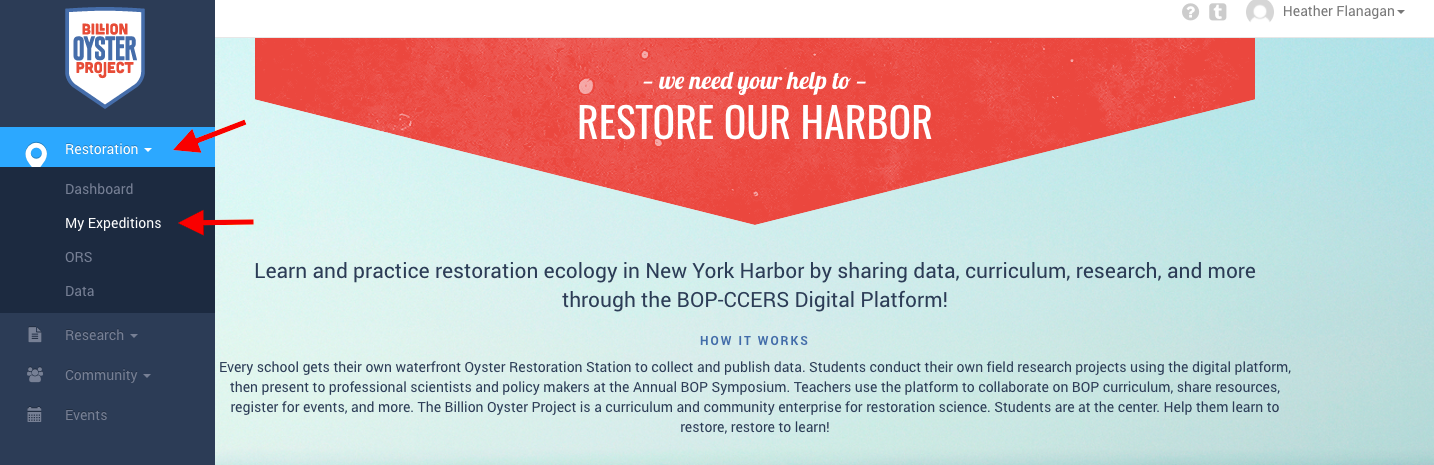 BILLION
OYSTER
PROJECT
Restoration
Dashboard
My Expeditions
ORS
Data
Research
Community
Events
? t Heather Flanagan
– we need your help to –
RESTORE OUR HARBOR
Learn and practice restoration ecology in New York Harbor by sharing data, curriculum, research, and more
through the BOP-CCERS Digital Platform!
HOW IT WORKS
Every school gets their own waterfront Oyster Restoration Station to collect and publish data. Students conduct their own field research projects using the digital platform,
then present to professional scientists and policy makers at the Annual BOP Symposium. Teachers use the platform to collaborate on BOP curriculum, share resources,
register for events, and more. The Billion Oyster Project is a curriculum and community enterprise for restoration science. Students are at the center. Help them learn to
restore, restore to learn!